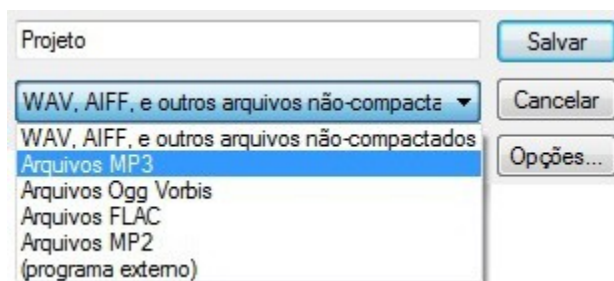 Projeto
Salvar
WAV, AIFF, e outros arquivos não-compacta
Cancelar
WAV, AIFF, e outros arquivos não-compactados
Arquivos MP3
Opções...
Arquivos Ogg Vorbis
Arquivos FLAC
Arquivos MP2
(programa externo)